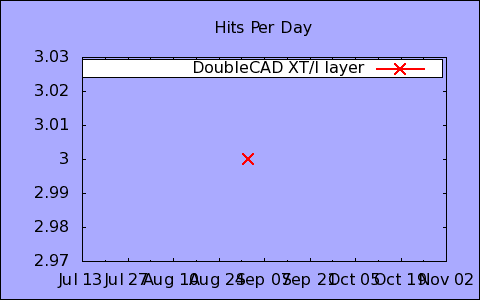 Hits Per Day
3.03
DoubleCAD XT/I layer
3.02
3.01
3
2.99
2.98
2.97
Jul 13 Jul 27 Aug 10 Aug 24 Sep 07 Sep 21 Oct 05 Oct 19 Nov 02